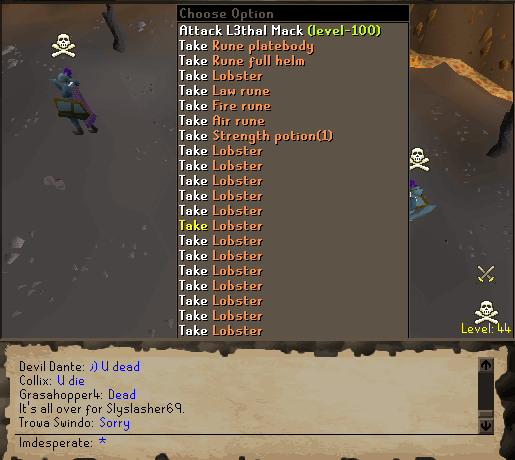 Choose Option
Attack L3thal Mack (level-100)
Take Rune platebody
Take Rune full helm
Take Lobster
Take Law rune
Take Fire rune
Take Air rune
Take Strength potion(1)
Take Lobster
Take Lobster
Take Lobster
Take Lobster
Take Lobster
Take Lobster
Take Lobster
Take Lobster
Take Lobster
Take Lobster
Take Lobster
Take Lobster
Take Lobster
Level: 44
Devil Dante: ;) U dead
Collix: U die
Grasahopper4: Dead
It's all over for Slyslasher69.
Trowa Swindo: Sorry
Imdesperate: *